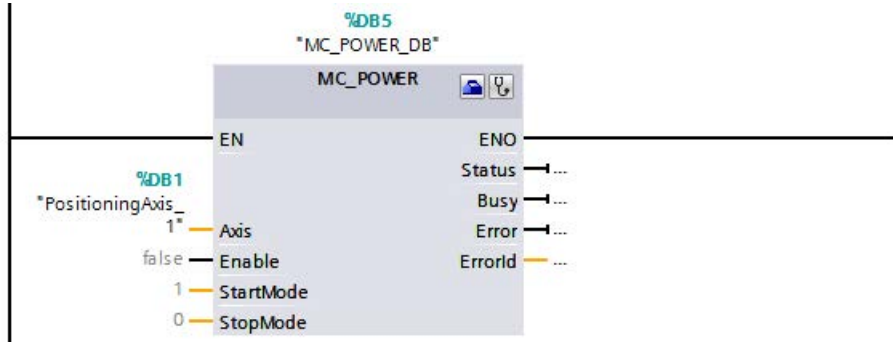 %DB5
"MC_POWER_DB"
MC_POWER
EN ENO
Status ...
%DB1
"PositioningAxis_
Busy ...
1" Axis Error ...
false Enable ErrorId ...
1 StartMode
0 StopMode